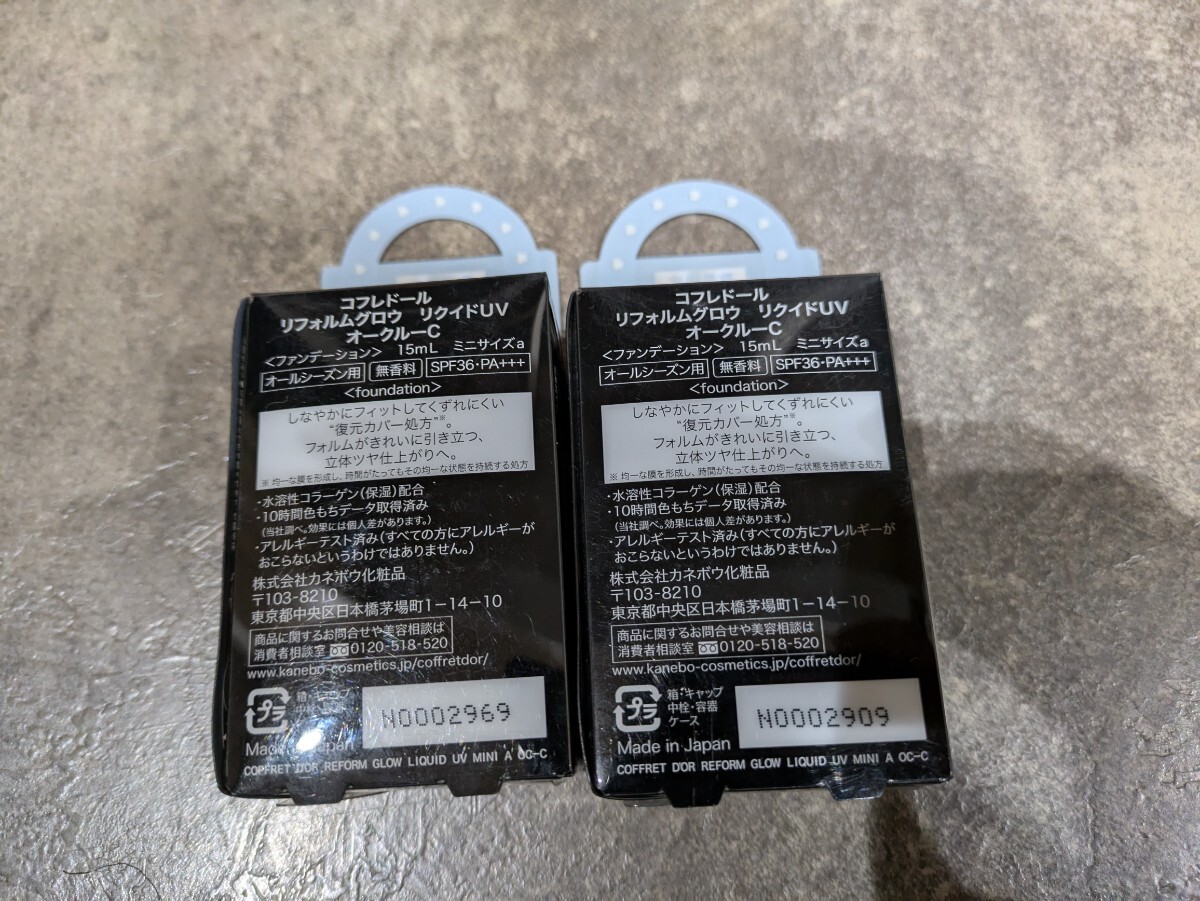 コフレドール
リフォルムグロウ　リクイドUV
オークルーC
<ファンデーション>　15mL　ミニサイズa
オールシーズン用　無香料　SPF36・PA+++
<foundation>
しなやかにフィットしてくずれにくい
“復元カバー処方”※。
フォルムがきれいに引き立つ、
立体ツヤ仕上がりへ。
※ 均一な膜を形成し、時間がたってもその均一な状態を持続する処方
・水溶性コラーゲン(保湿)配合
・10時間色もちデータ取得済み
(当社調べ。効果には個人差があります。)
・アレルギーテスト済み(すべての方にアレルギーが
おこらないというわけではありません。)
株式会社カネボウ化粧品
〒103-8210
東京都中央区日本橋茅場町1－14－10
商品に関するお問合せや美容相談は
消費者相談室 0120-518-520
www.kanebo-cosmetics.jp/coffretdor/
プラ
箱・キャップ
中栓・容器
N0002969
Made in Japan
COFFRET D'OR REFORM GLOW LIQUID UV MINI A OC-C
コフレドール
リフォルムグロウ　リクイドUV
オークルーC
<ファンデーション>　15mL　ミニサイズa
オールシーズン用　無香料　SPF36・PA+++
<foundation>
しなやかにフィットしてくずれにくい
“復元カバー処方”※。
フォルムがきれいに引き立つ、
立体ツヤ仕上がりへ。
※ 均一な膜を形成し、時間がたってもその均一な状態を持続する処方
・水溶性コラーゲン(保湿)配合
・10時間色もちデータ取得済み
(当社調べ。効果には個人差があります。)
・アレルギーテスト済み(すべての方にアレルギーが
おこらないというわけではありません。)
株式会社カネボウ化粧品
〒103-8210
東京都中央区日本橋茅場町1－14－10
商品に関するお問合せや美容相談は
消費者相談室 0120-518-520
www.kanebo-cosmetics.jp/coffretdor/
プラ
箱・キャップ
中栓・容器
ケース
N0002909
Made in Japan
COFFRET D'OR REFORM GLOW LIQUID UV MINI A OC-C